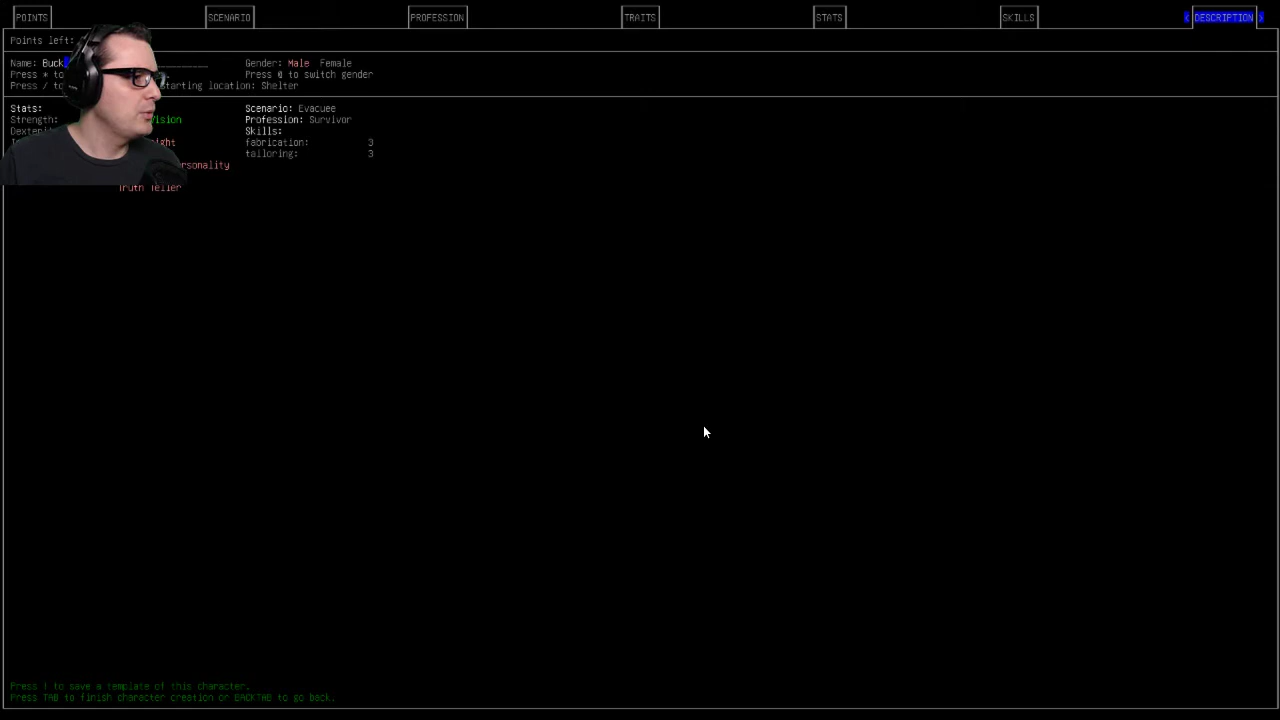 POINTS SCENARIO PROFESSION TRAITS STATS SKILLS < DESCRIPTION >
Points left:
Name: Buck Gender: Male Female
Press * to Press @ to switch gender
Press / to starting location: Shelter
Stats: Scenario: Evacuee
Strength: Vision Profession: Survivor
Skills:
fabrication: 3
tailoring: 3
Truth Teller
Press ! to save a template of this character.
Press TAB to finish character creation or BACKTAB to go back.